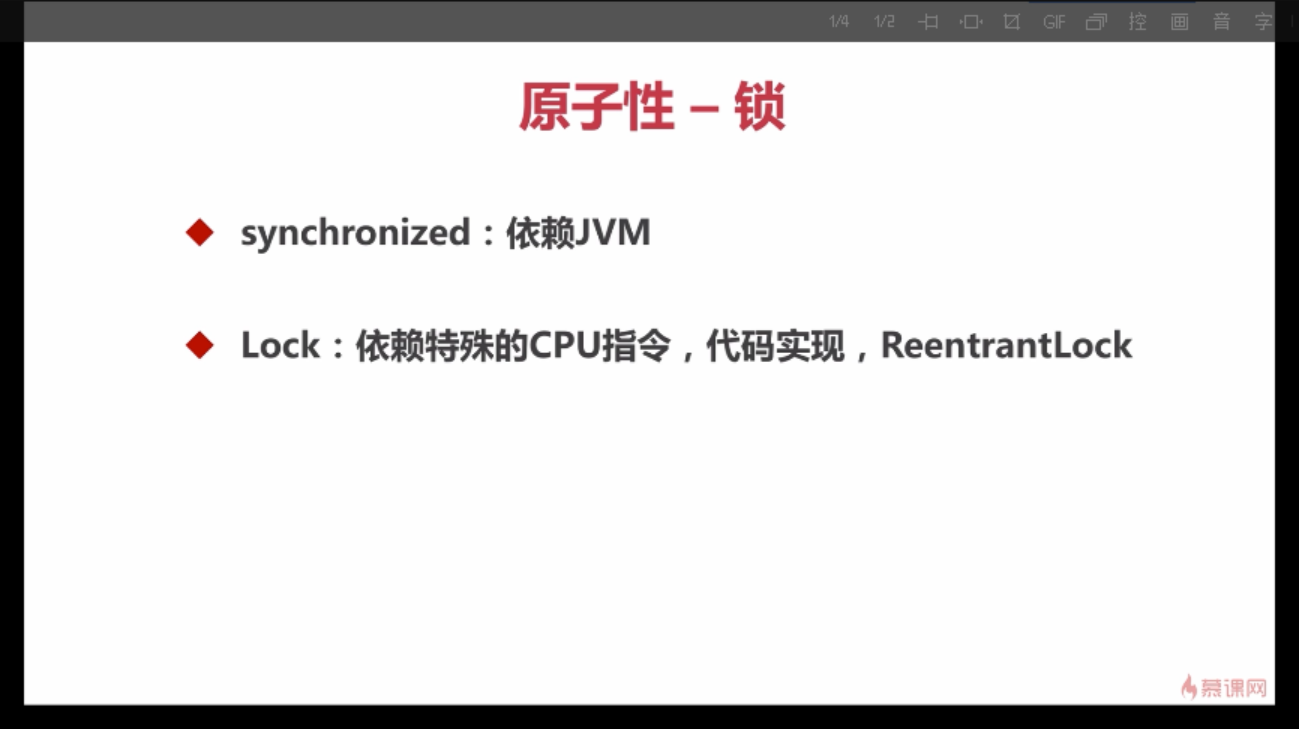 1/4 1/2 GIF 控 画 音 字
原子性 – 锁
synchronized：依赖JVM
Lock：依赖特殊的CPU指令，代码实现，ReentrantLock
慕课网